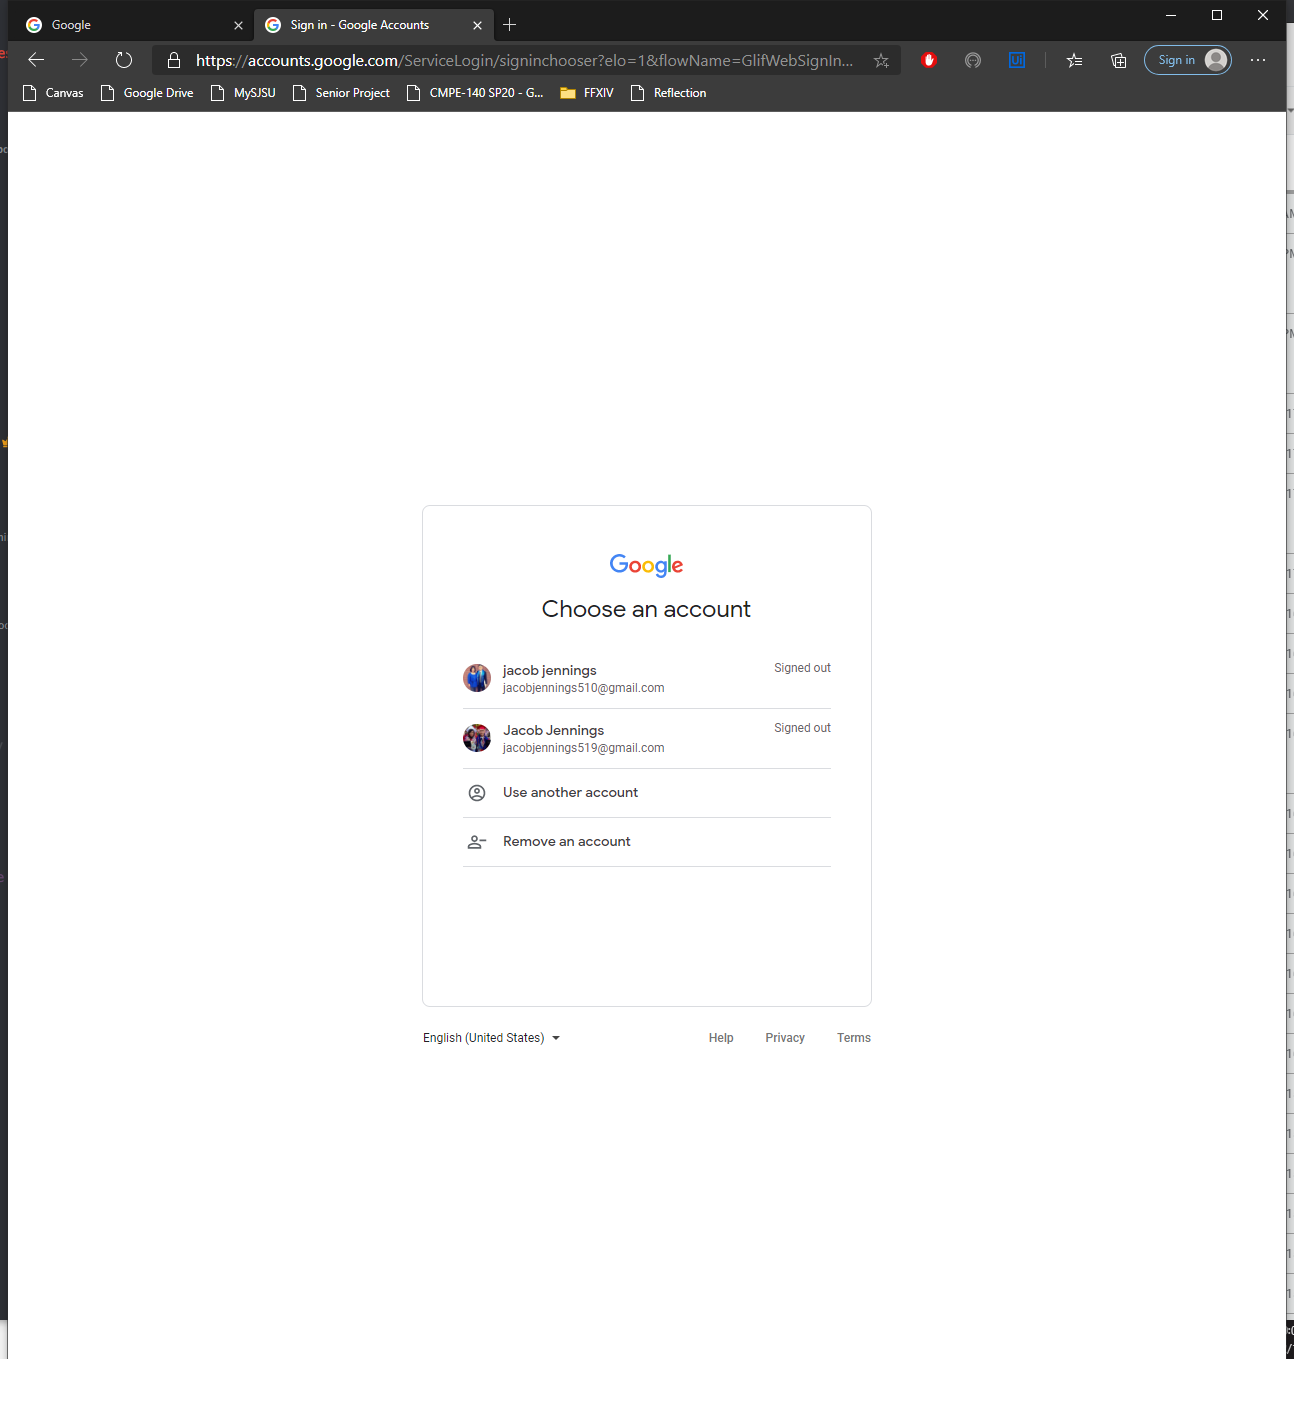 Google
Sign in - Google Accounts
https://accounts.google.com/ServiceLogin/signinchooser?elo=1&flowName=GlifWebSignIn...
Sign in
Canvas
Google Drive
MySJSU
Senior Project
CMPE-140 SP20 - G...
FFXIV
Reflection
Google
Choose an account
jacob jennings
Signed out
jacobjennings510@gmail.com
Jacob Jennings
Signed out
jacobjennings519@gmail.com
Use another account
Remove an account
English (United States)
Help
Privacy
Terms